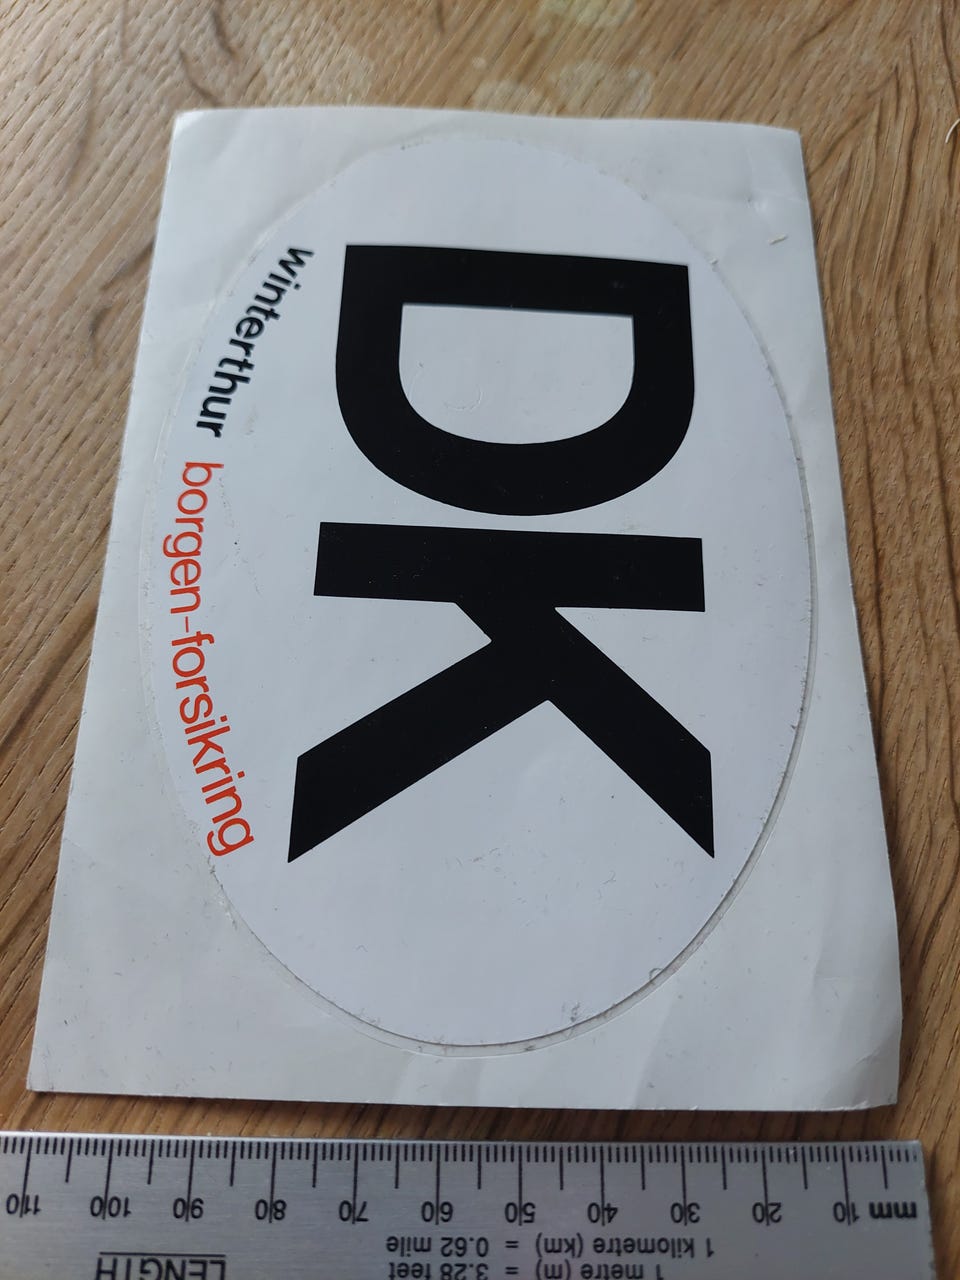 DK
winterthur borgen-forsikring
mm 10 20 30 40 50 60 70 80 90 100 110
1 kilometre (km) = 0.62 mile
1 metre (m) = 3.28 feet
LENGTH